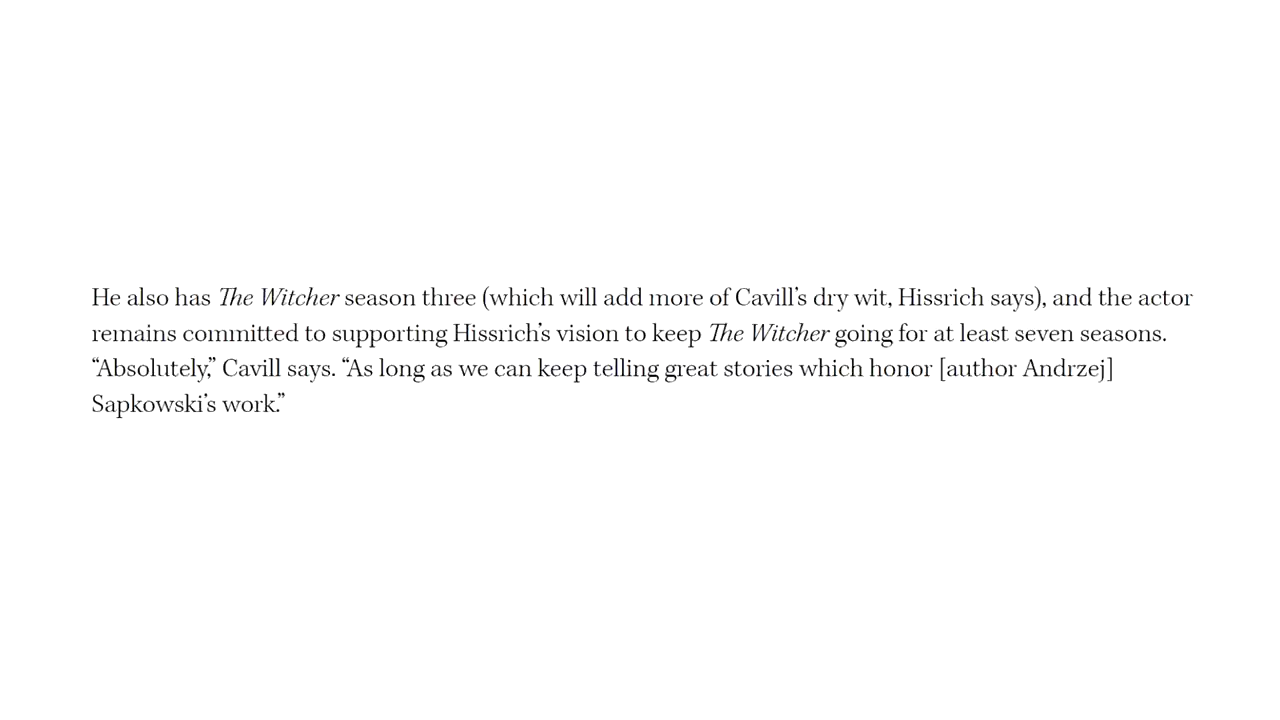 He also has The Witcher season three (which will add more of Cavill’s dry wit, Hissrich says), and the actor
remains committed to supporting Hissrich’s vision to keep The Witcher going for at least seven seasons.
“Absolutely,” Cavill says. “As long as we can keep telling great stories which honor [author Andrzej]
Sapkowski’s work.”